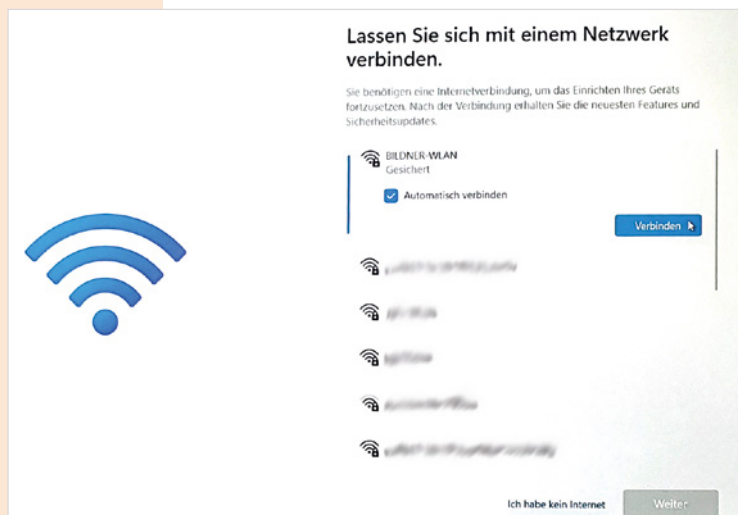 Lassen Sie sich mit einem Netzwerk
verbinden.
Sie benötigen eine Internetverbindung, um das Einrichten Ihres Geräts
fortzusetzen. Nach der Verbindung erhalten Sie die neuesten Features und
Sicherheitsupdates.
BILDNER-WLAN
Gesichert
Automatisch verbinden
Verbinden
Ich habe kein Internet
Weiter